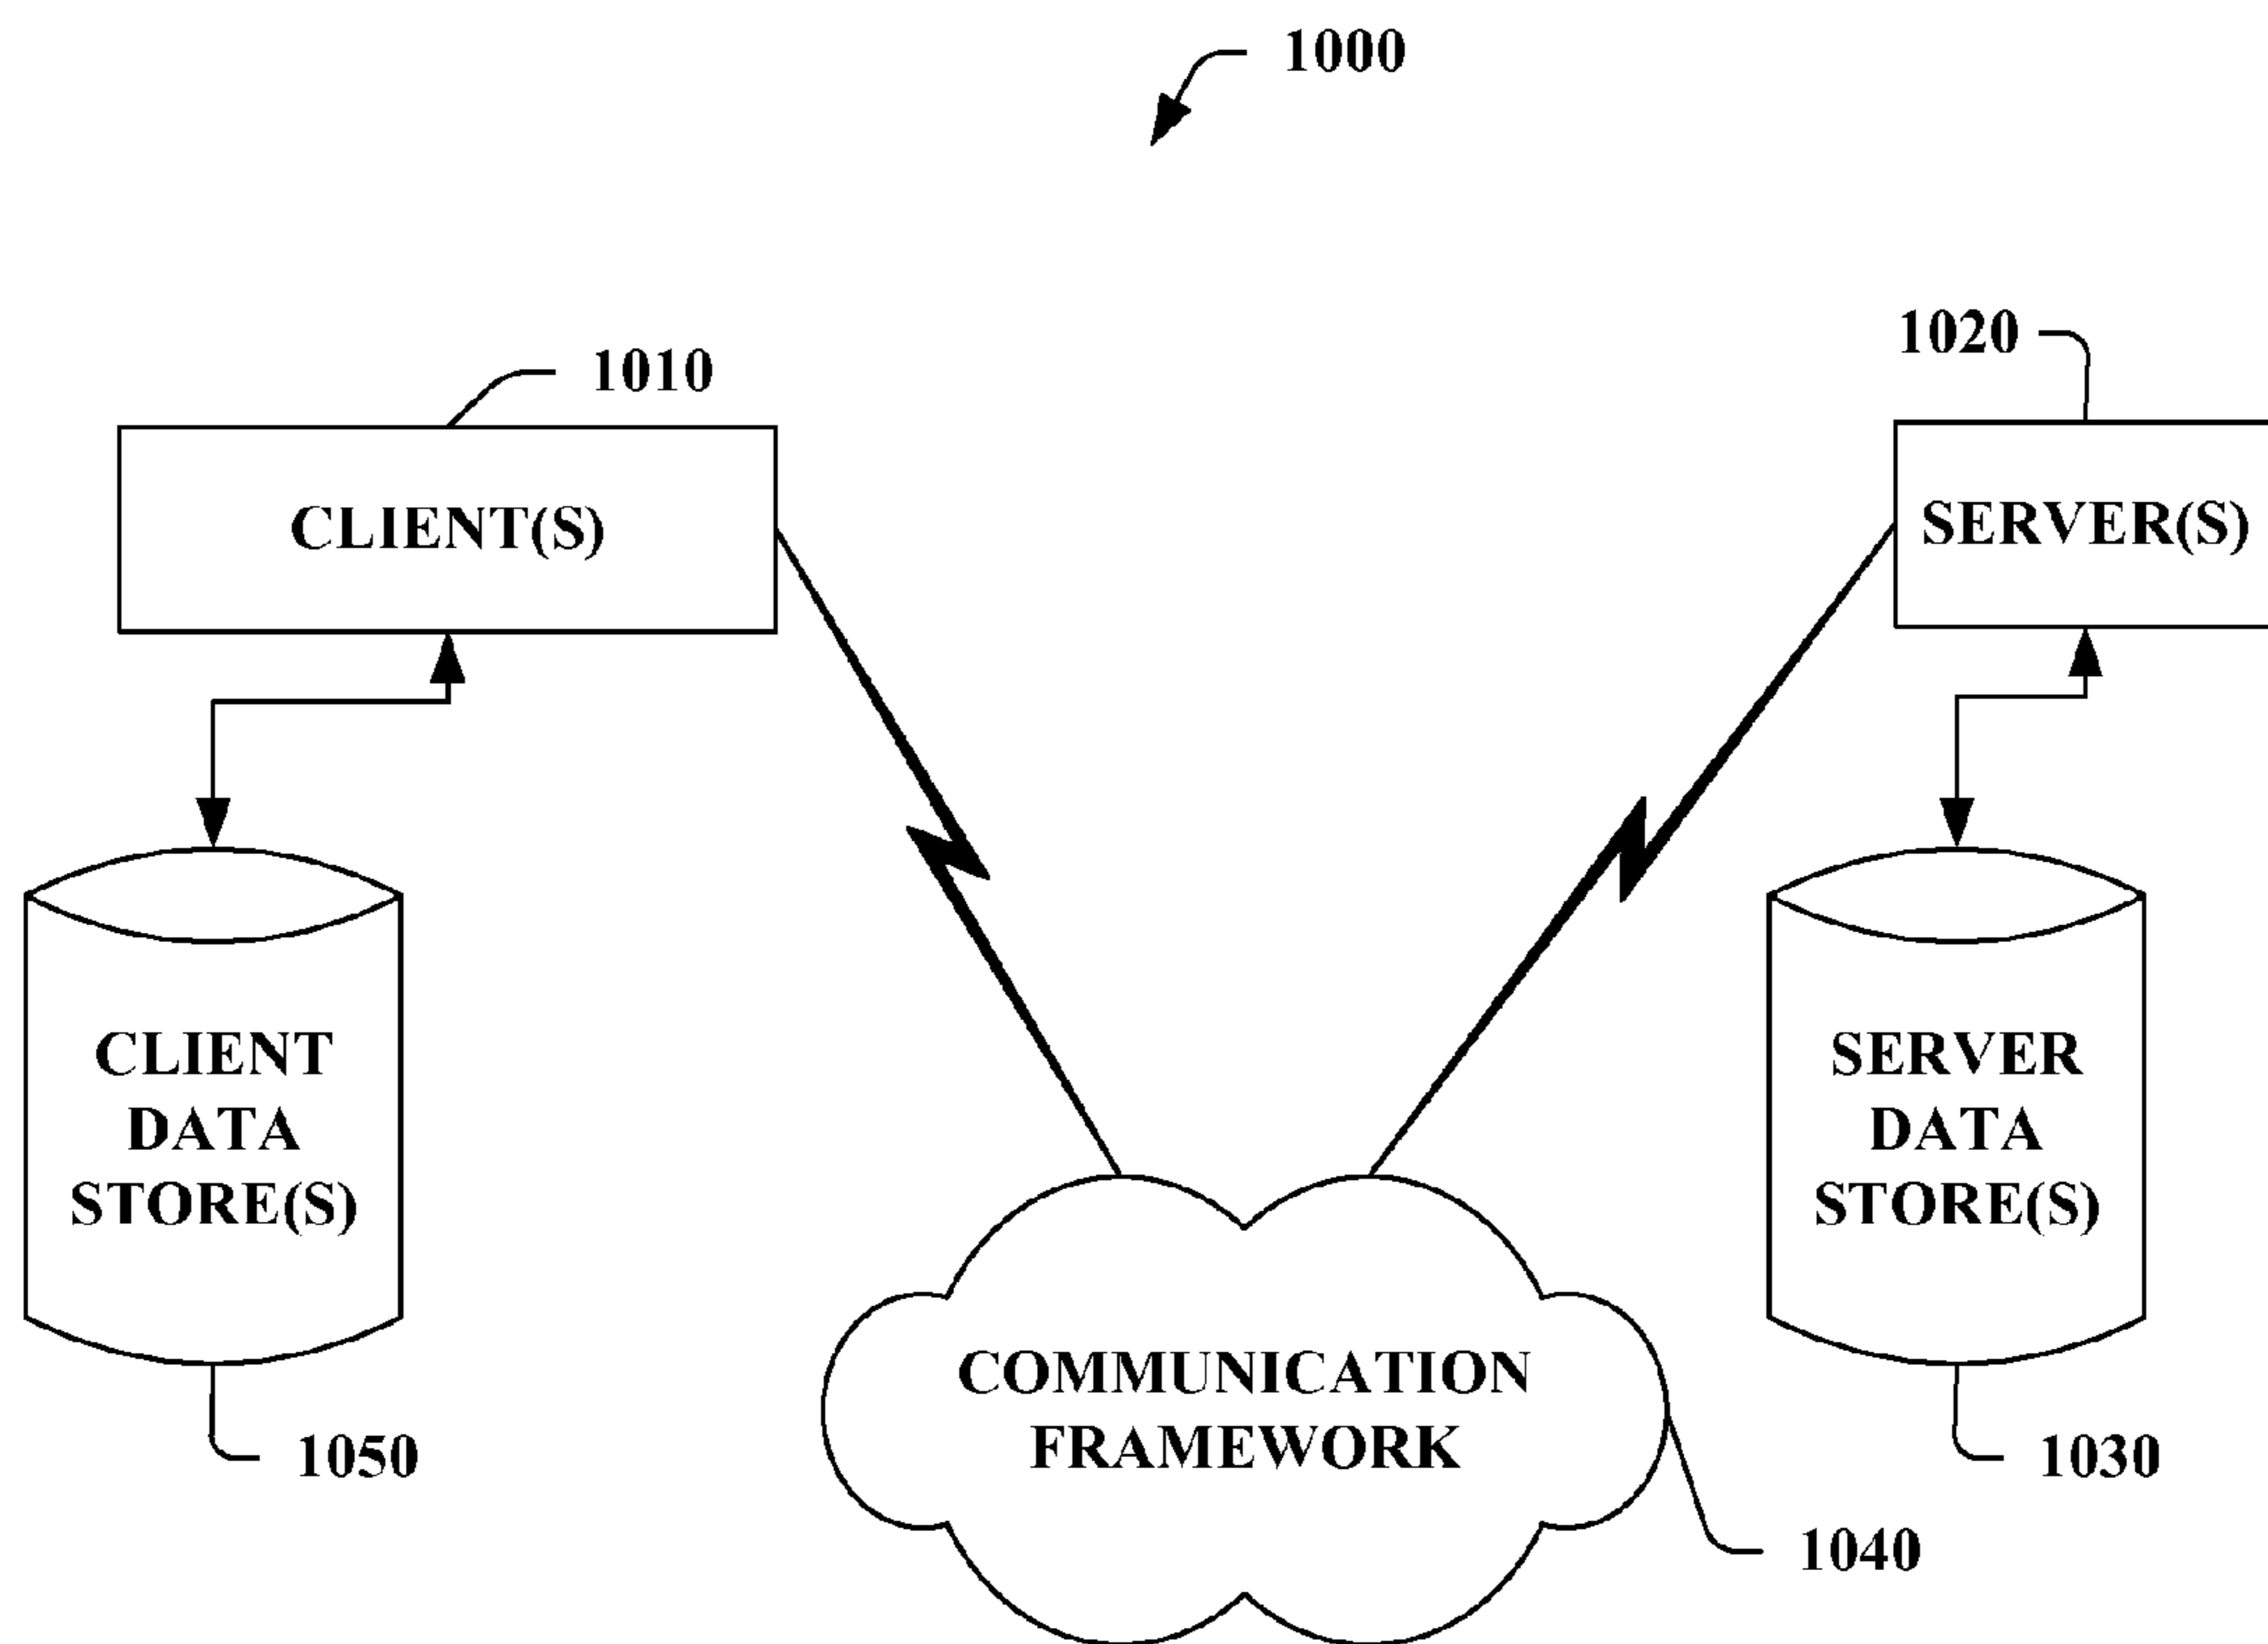 1000
1020
1010
CLIENT(S)
SERVER(S)
CLIENT
DATA
STORE(S)
SERVER
DATA
STORE(S)
COMMUNICATION
FRAMEWORK
1050
1030
1040